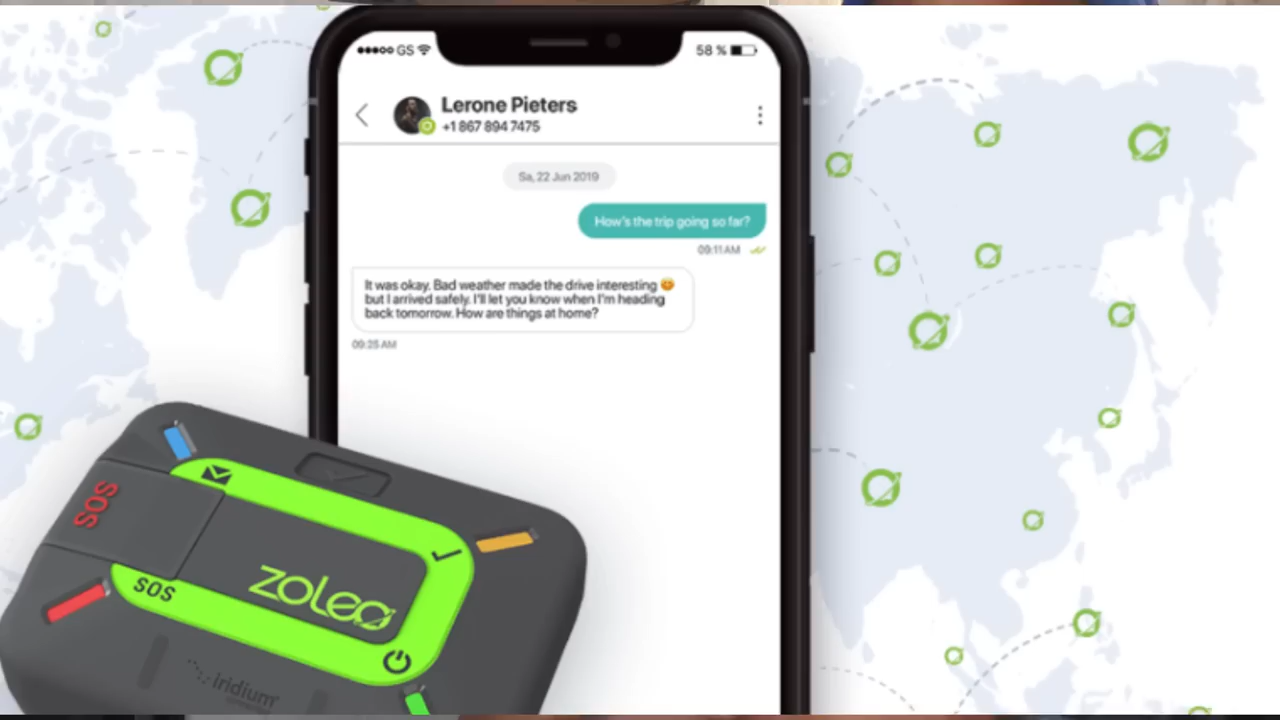 GS
58 %
Lerone Pieters
+1 867 894 7475
Sa, 22 Jun 2019
How's the trip going so far?
09:11 AM
It was okay. Bad weather made the drive interesting 😊
but I arrived safely. I'll let you know when I'm heading
back tomorrow. How are things at home?
09:25 AM
SOS
SOS
zoleo
iridium